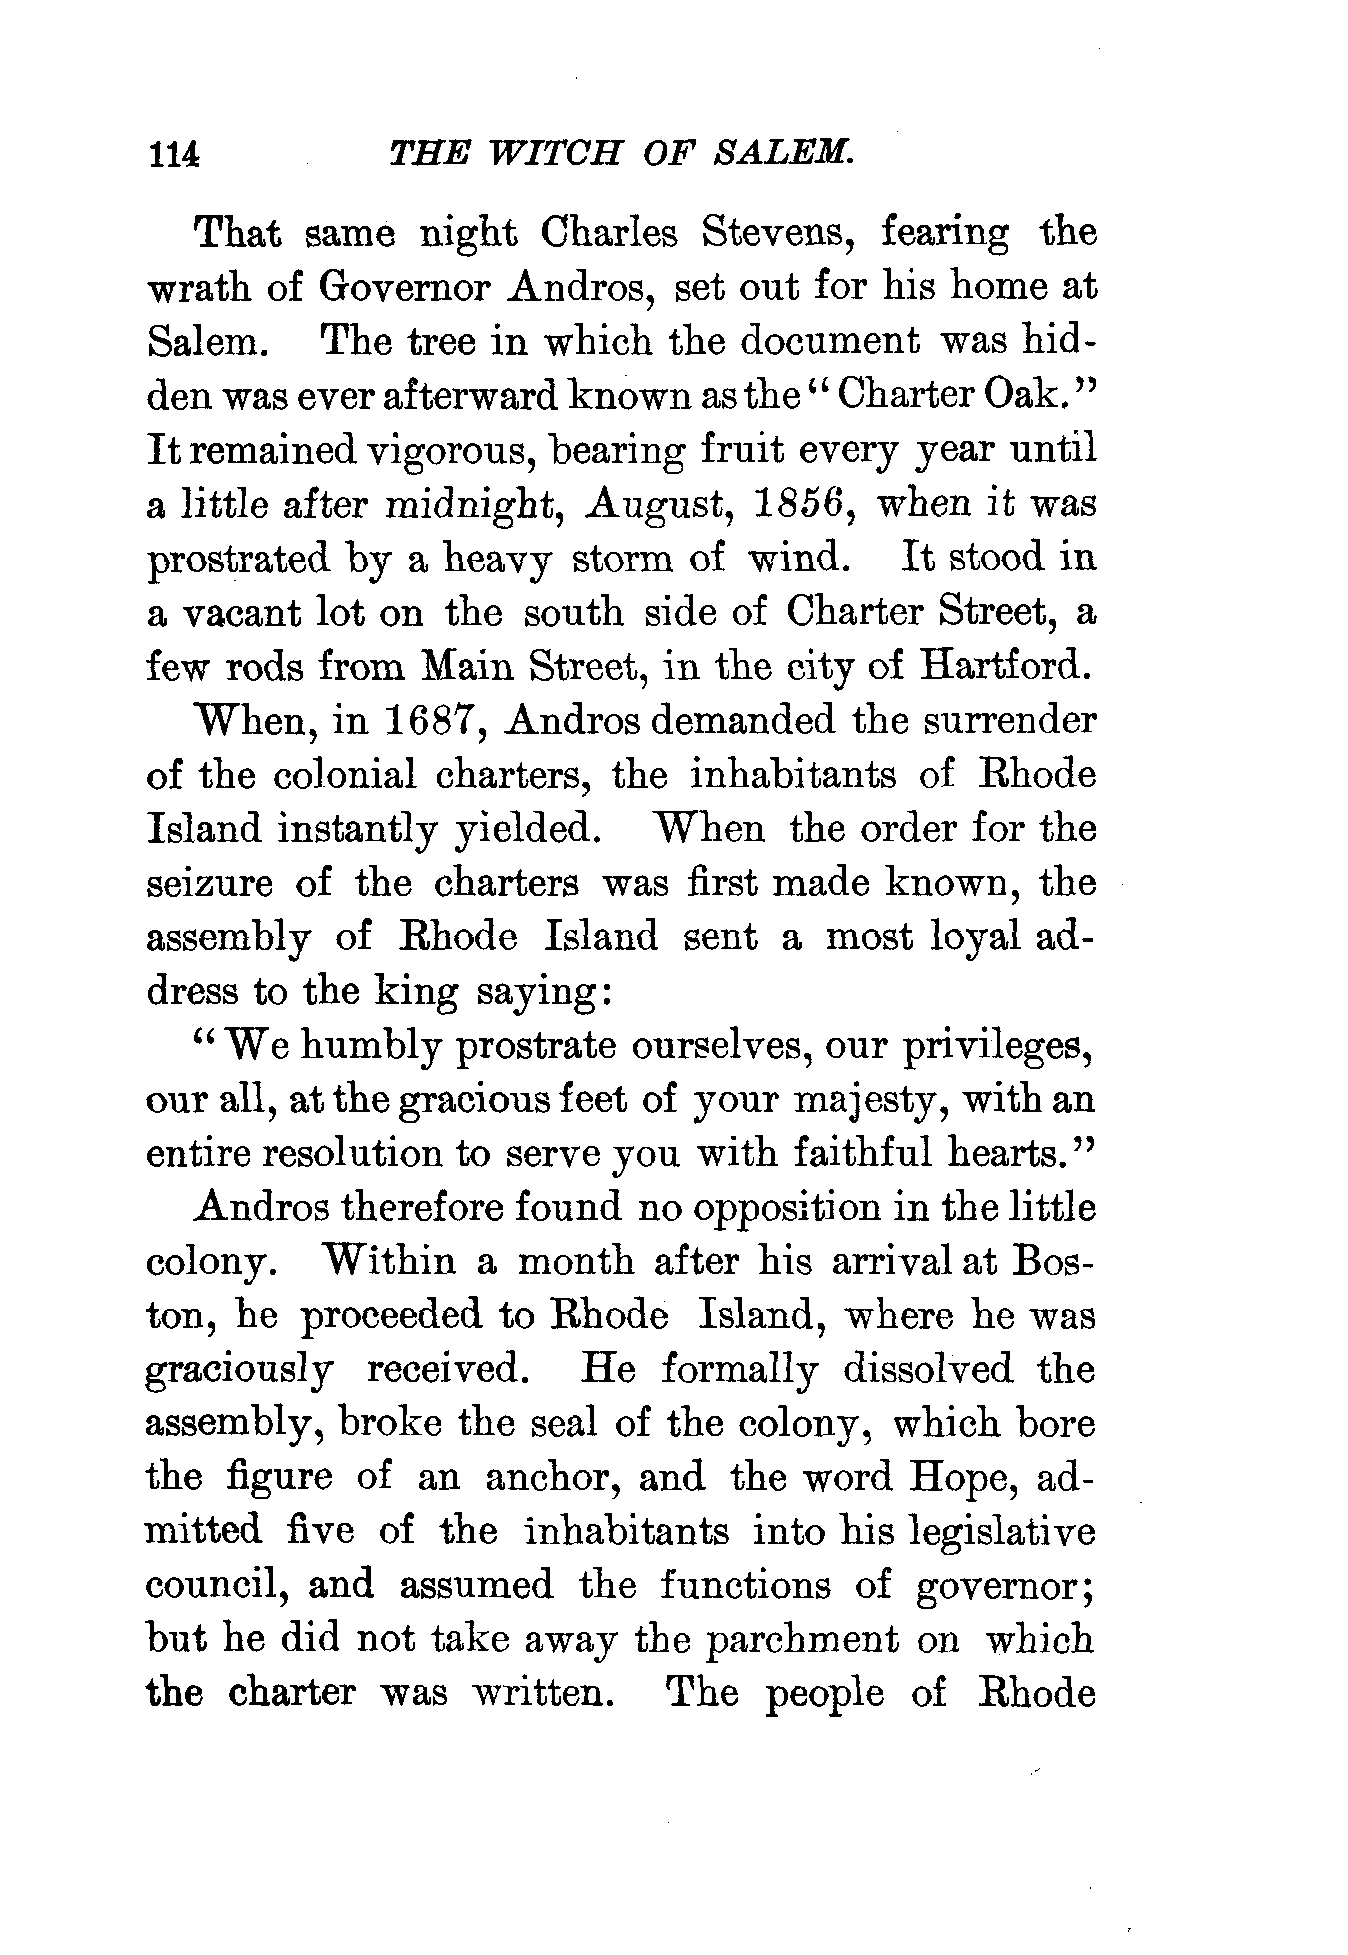 114 THE WITCH OF SALEM.
That same night Charles Stevens, fearing the
wrath of Governor Andros, set out for his home at
Salem. The tree in which the document was hid-
den was ever afterward known as the "Charter Oak."
It remained vigorous, bearing fruit every year until
a little after midnight, August, 1856, when it was
prostrated by a heavy storm of wind. It stood in
a vacant lot on the south side of Charter Street, a
few rods from Main Street, in the city of Hartford.
When, in 1687, Andros demanded the surrender
of the colonial charters, the inhabitants of Rhode
Island instantly yielded. When the order for the
seizure of the charters was first made known, the
assembly of Rhode Island sent a most loyal ad-
dress to the king saying:
"We humbly prostrate ourselves, our privileges,
our all, at the gracious feet of your majesty, with an
entire resolution to serve you with faithful hearts."
Andros therefore found no opposition in the little
colony. Within a month after his arrival at Bos-
ton, he proceeded to Rhode Island, where he was
graciously received. He formally dissolved the
assembly, broke the seal of the colony, which bore
the figure of an anchor, and the word Hope, ad-
mitted five of the inhabitants into his legislative
council, and assumed the functions of governor;
but he did not take away the parchment on which
the charter was written. The people of Rhode